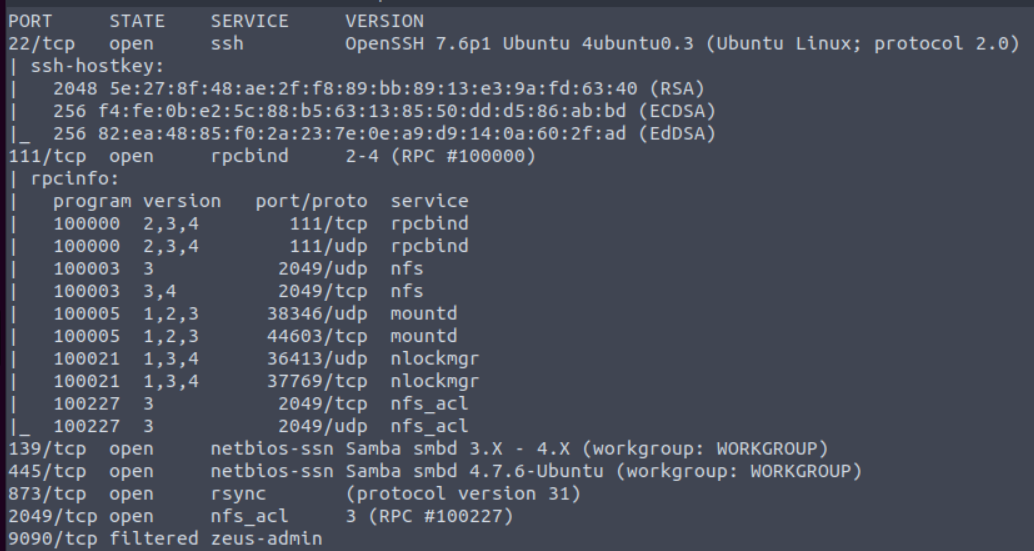 PORT     STATE    SERVICE     VERSION
22/tcp   open     ssh         OpenSSH 7.6p1 Ubuntu 4ubuntu0.3 (Ubuntu Linux; protocol 2.0)
| ssh-hostkey:
|   2048 5e:27:8f:48:ae:2f:f8:89:bb:89:13:e3:9a:fd:63:40 (RSA)
|   256 f4:fe:0b:e2:5c:88:b5:63:13:85:50:dd:d5:86:ab:bd (ECDSA)
|_  256 82:ea:48:85:f0:2a:23:7e:0e:a9:d9:14:0a:60:2f:ad (EdDSA)
111/tcp  open     rpcbind     2-4 (RPC #100000)
| rpcinfo:
|   program version   port/proto  service
|   100000  2,3,4        111/tcp  rpcbind
|   100000  2,3,4        111/udp  rpcbind
|   100003  3           2049/udp  nfs
|   100003  3,4         2049/tcp  nfs
|   100005  1,2,3      38346/udp  mountd
|   100005  1,2,3      44603/tcp  mountd
|   100021  1,3,4      36413/udp  nlockmgr
|   100021  1,3,4      37769/tcp  nlockmgr
|   100227  3           2049/tcp  nfs_acl
|_  100227  3           2049/udp  nfs_acl
139/tcp  open     netbios-ssn Samba smbd 3.X - 4.X (workgroup: WORKGROUP)
445/tcp  open     netbios-ssn Samba smbd 4.7.6-Ubuntu (workgroup: WORKGROUP)
873/tcp  open     rsync       (protocol version 31)
2049/tcp open     nfs_acl     3 (RPC #100227)
9090/tcp filtered zeus-admin